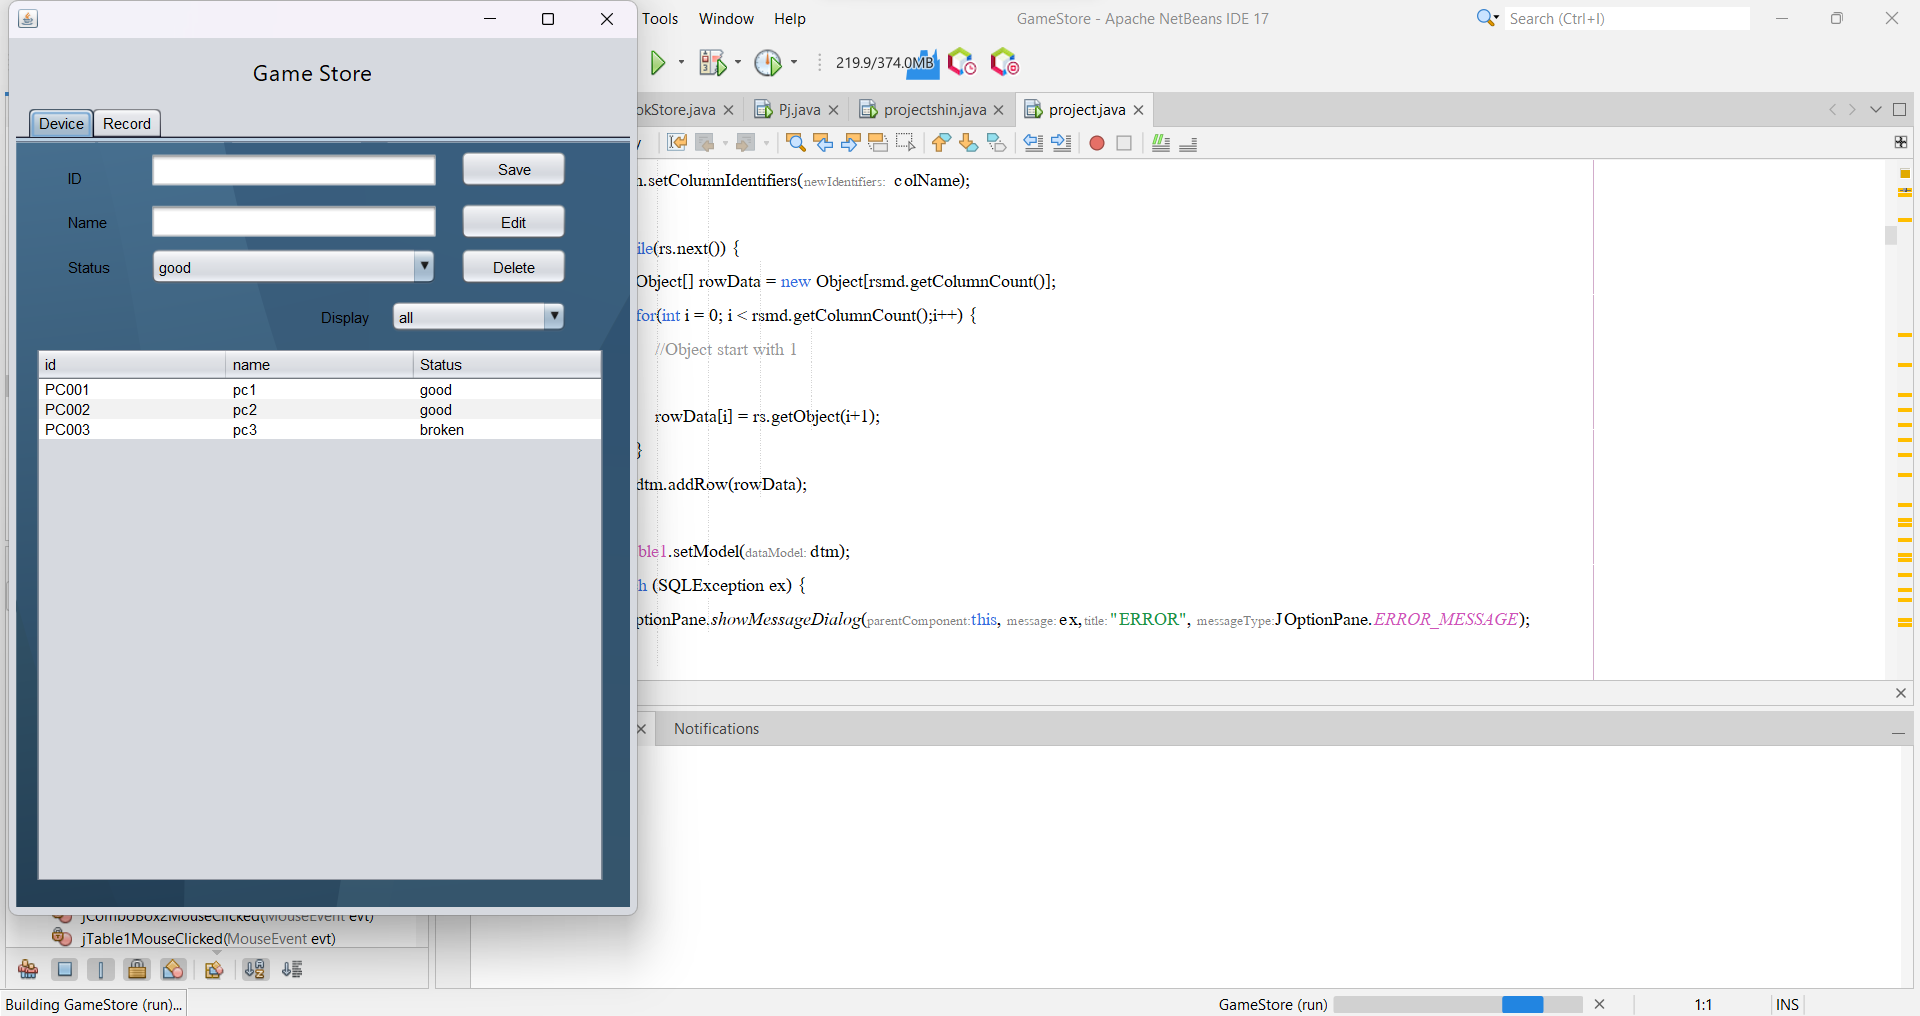 Tools Window Help
GameStore - Apache NetBeans IDE 17
Search (Ctrl+I)
219.9/374.0MB
Game Store
Device Record
ID
Save
Name
Edit
Status
good
Delete
Display
all
id name Status
PC001 pc1 good
PC002 pc2 good
PC003 pc3 broken
okStore.java Pj.java projectshin.java project.java
.setColumnIdentifiers(newIdentifiers: colName);
ile(rs.next()) {
Object[] rowData = new Object[rsmd.getColumnCount()];
for(int i = 0; i < rsmd.getColumnCount();i++) {
//Object start with 1
rowData[i] = rs.getObject(i+1);
}
dtm.addRow(rowData);
ble1.setModel(dataModel: dtm);
h (SQLException ex) {
ptionPane.showMessageDialog(parentComponent:this, message: ex, title: "ERROR", messageType:JOptionPane.ERROR_MESSAGE);
Notifications
jComboBox2MouseClicked(MouseEvent evt)
jTable1MouseClicked(MouseEvent evt)
Building GameStore (run)...
GameStore (run)
1:1
INS